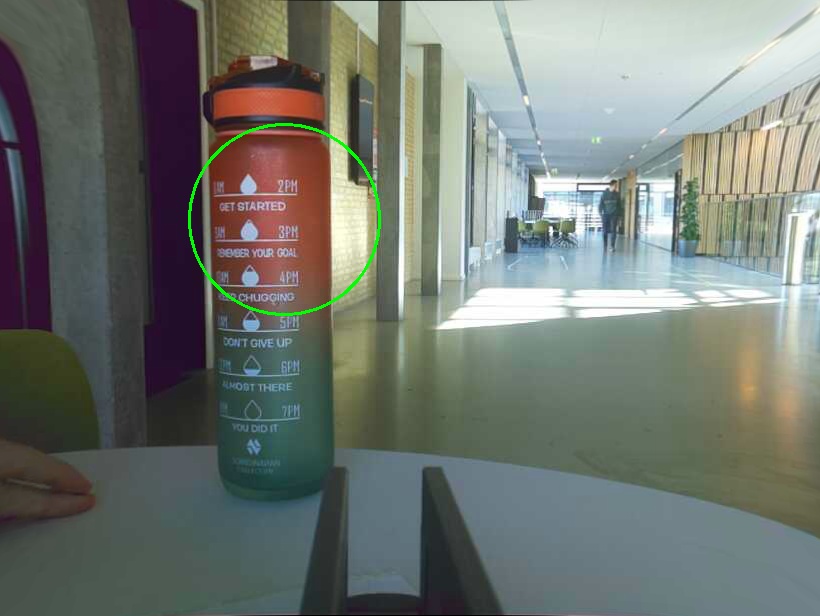 2PM
GET STARTED
3PM
REMEMBER YOUR GOAL
4PM
KEEP CHUGGING
5PM
DON'T GIVE UP
6PM
ALMOST THERE
7PM
YOU DID IT
SCANDINAVIAN